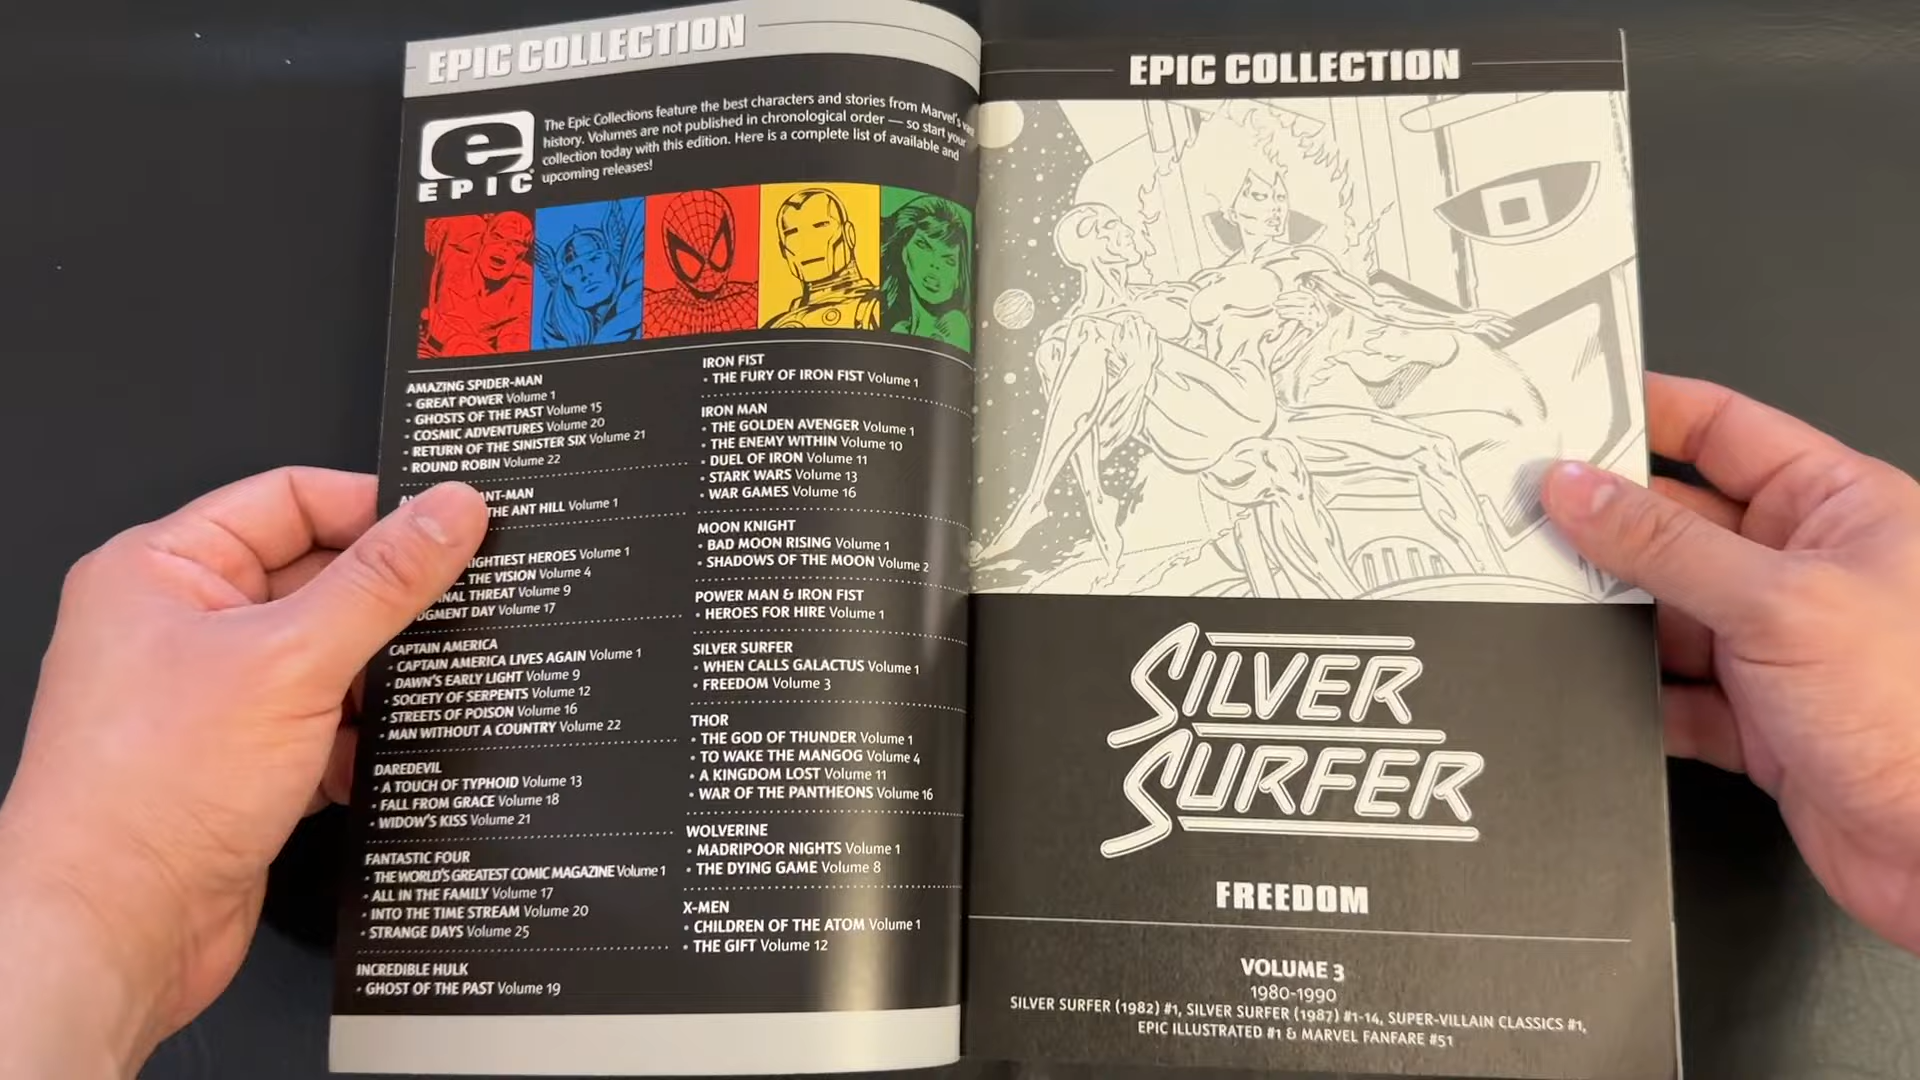 EPIC COLLECTION
e
EPIC
The Epic Collections feature the best characters and stories from Marvel's vast
history. Volumes are not published in chronological order — so start your
collection today with this edition. Here is a complete list of available and
upcoming releases!
AMAZING SPIDER-MAN
• GREAT POWER Volume 1
• GHOSTS OF THE PAST Volume 15
• COSMIC ADVENTURES Volume 20
• RETURN OF THE SINISTER SIX Volume 21
• ROUND ROBIN Volume 22
ANT-MAN
THE ANT HILL Volume 1
HEROES Volume 1
THE VISION Volume 4
THREAT Volume 9
DAY Volume 17
CAPTAIN AMERICA
• CAPTAIN AMERICA LIVES AGAIN Volume 1
• DAWN'S EARLY LIGHT Volume 9
• SOCIETY OF SERPENTS Volume 12
• STREETS OF POISON Volume 16
• MAN WITHOUT A COUNTRY Volume 22
DAREDEVIL
• A TOUCH OF TYPHOID Volume 13
• FALL FROM GRACE Volume 18
• WIDOW'S KISS Volume 21
FANTASTIC FOUR
• THE WORLD'S GREATEST COMIC MAGAZINE Volume 1
• ALL IN THE FAMILY Volume 17
• INTO THE TIME STREAM Volume 20
• STRANGE DAYS Volume 25
INCREDIBLE HULK
• GHOST OF THE PAST Volume 19
IRON FIST
• THE FURY OF IRON FIST Volume 1
IRON MAN
• THE GOLDEN AVENGER Volume 1
• THE ENEMY WITHIN Volume 10
• DUEL OF IRON Volume 11
• STARK WARS Volume 13
• WAR GAMES Volume 16
MOON KNIGHT
• BAD MOON RISING Volume 1
• SHADOWS OF THE MOON Volume 2
POWER MAN & IRON FIST
• HEROES FOR HIRE Volume 1
SILVER SURFER
• WHEN CALLS GALACTUS Volume 1
• FREEDOM Volume 3
THOR
• THE GOD OF THUNDER Volume 1
• TO WAKE THE MANGOG Volume 4
• A KINGDOM LOST Volume 11
• WAR OF THE PANTHEONS Volume 16
WOLVERINE
• MADRIPOOR NIGHTS Volume 1
• THE DYING GAME Volume 8
X-MEN
• CHILDREN OF THE ATOM Volume 1
• THE GIFT Volume 12
EPIC COLLECTION
SILVER
SURFER
FREEDOM
VOLUME 3
1980-1990
SILVER SURFER (1982) #1, SILVER SURFER (1987) #1-14, SUPER-VILLAIN CLASSICS #1,
EPIC ILLUSTRATED #1 & MARVEL FANFARE #51